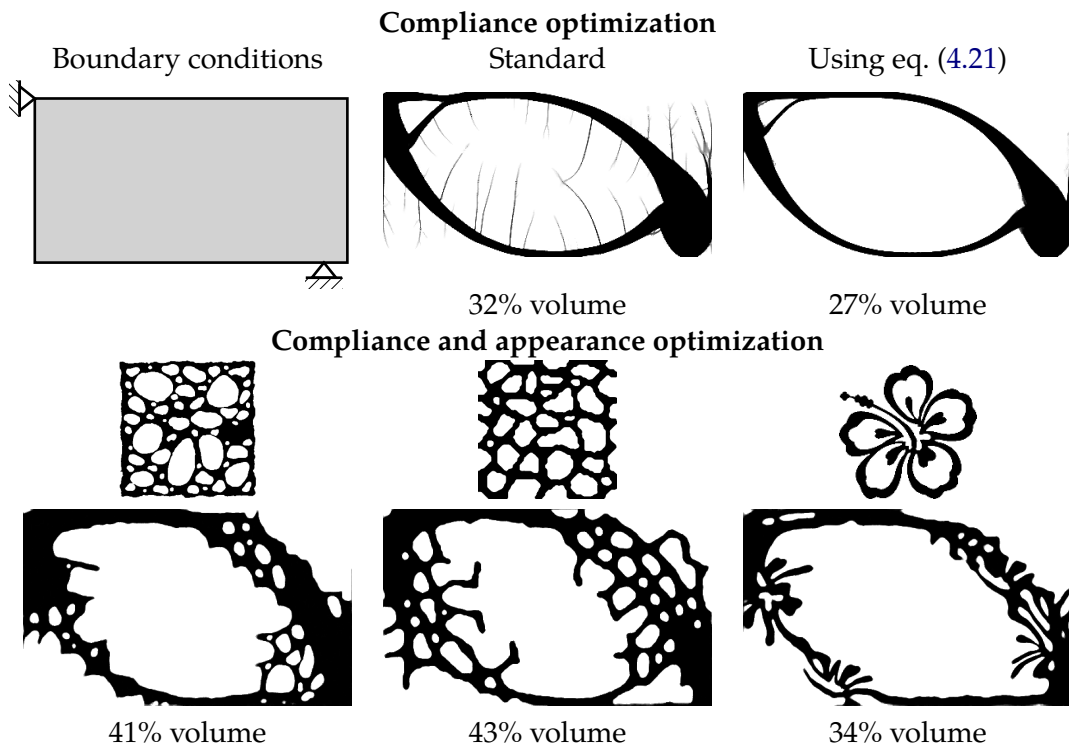 Compliance optimization
Boundary conditions Standard Using eq. (4.21)
32% volume 27% volume
Compliance and appearance optimization
41% volume 43% volume 34% volume